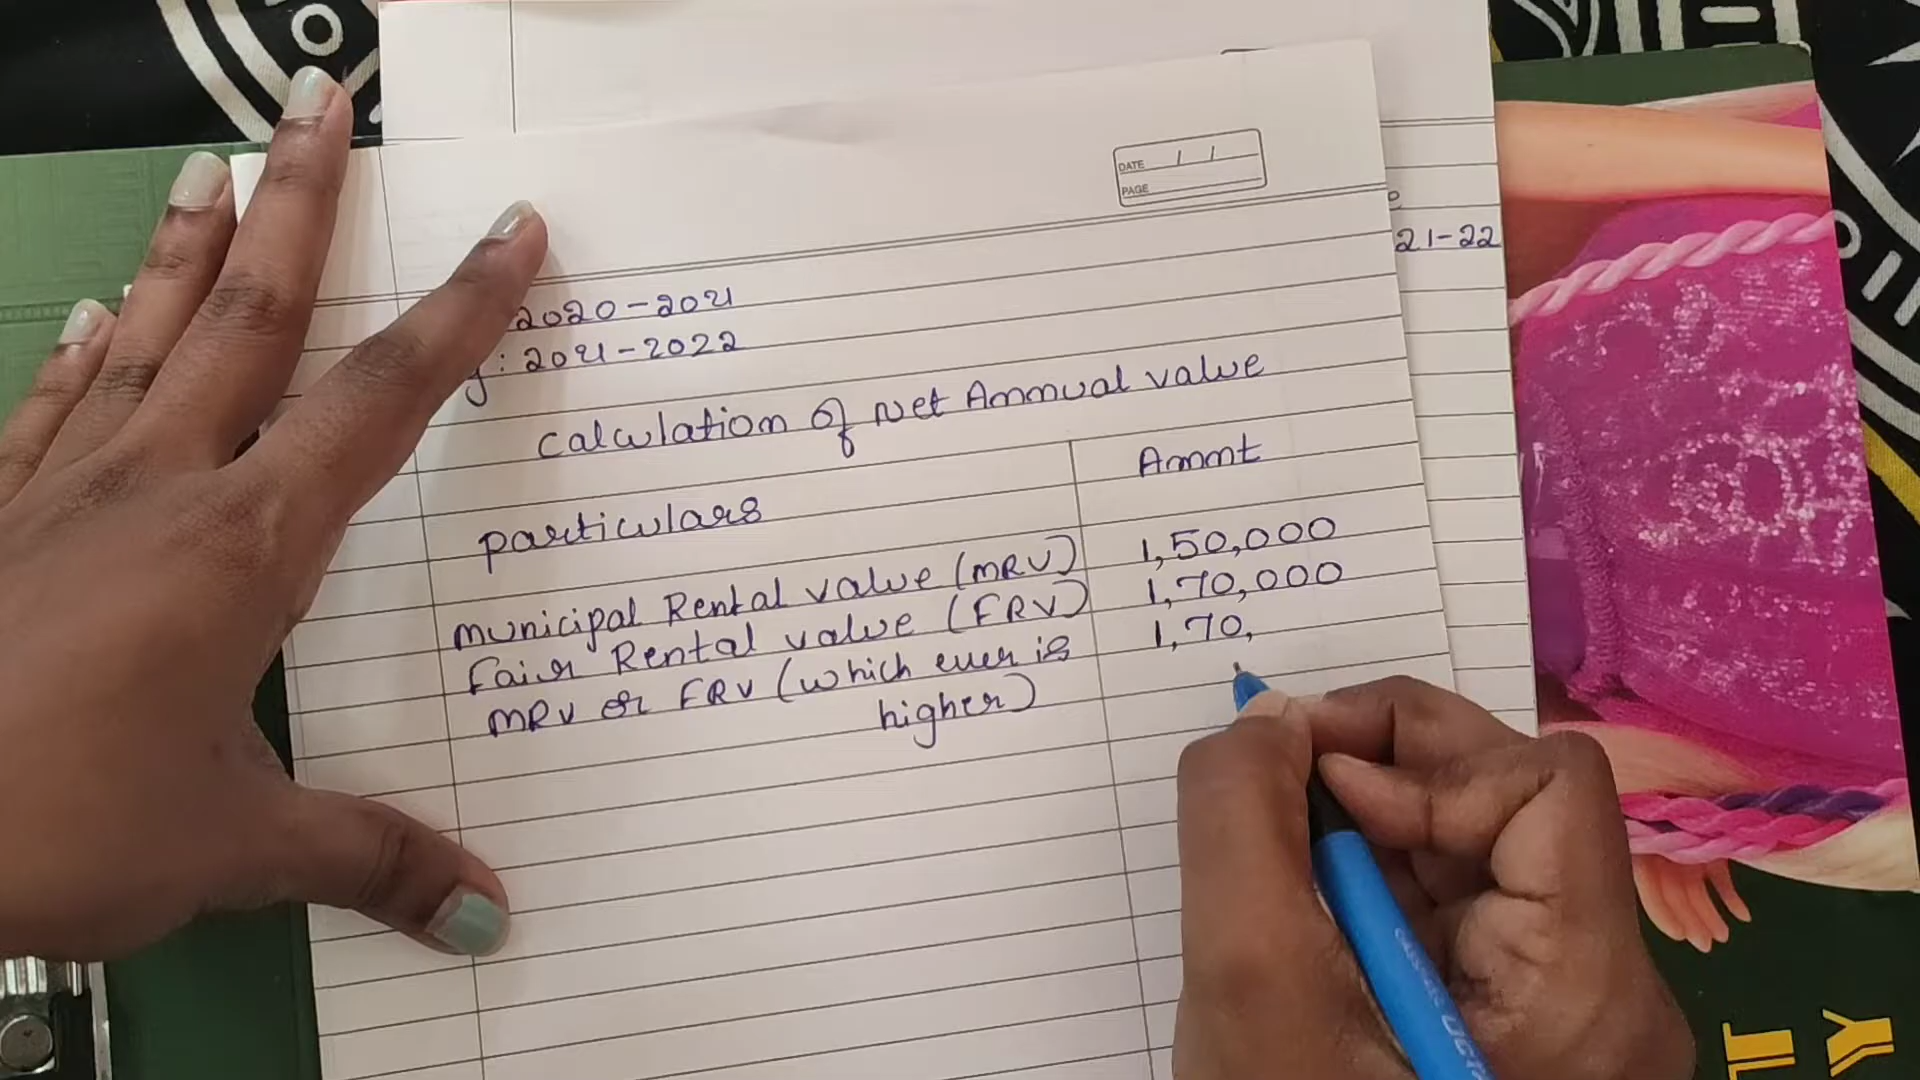 DATE / /
PAGE
21-22
2020-2021
y: 2021-2022
Calculation of Net Annual value
particulars
Ammt
municipal Rental value (MRV) 1,50,000
Fair Rental value (FRV) 1,70,000
MRV or FRV (which ever is 1,70,
higher)